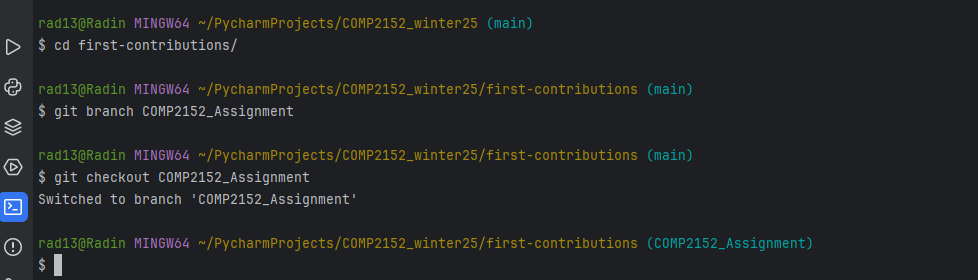 rad13@Radin MINGW64 ~/PycharmProjects/COMP2152_winter25 (main)
$ cd first-contributions/
rad13@Radin MINGW64 ~/PycharmProjects/COMP2152_winter25/first-contributions (main)
$ git branch COMP2152_Assignment
rad13@Radin MINGW64 ~/PycharmProjects/COMP2152_winter25/first-contributions (main)
$ git checkout COMP2152_Assignment
Switched to branch 'COMP2152_Assignment'
rad13@Radin MINGW64 ~/PycharmProjects/COMP2152_winter25/first-contributions (COMP2152_Assignment)
$